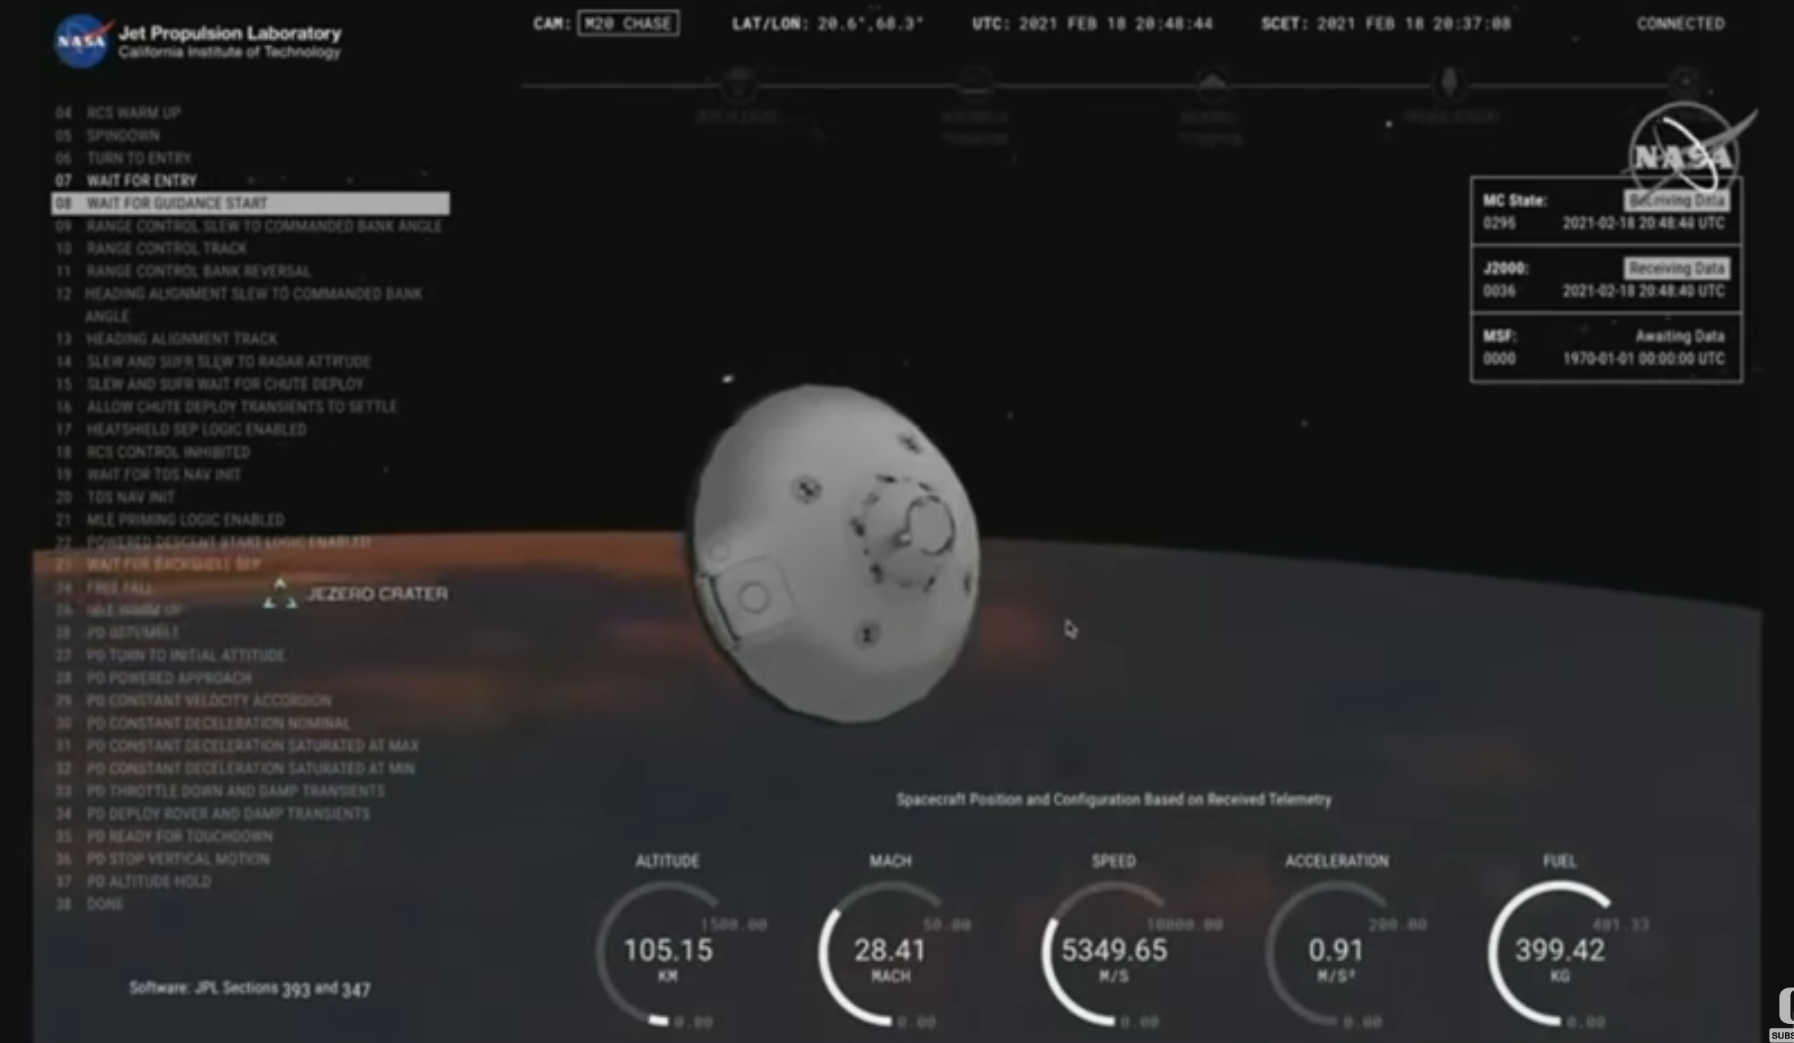 NASA
Jet Propulsion Laboratory
California Institute of Technology
CAM: M20 CHASE
LAT/LON: 20.6°,68.3°
UTC: 2021 FEB 18 20:48:44
SCET: 2021 FEB 18 20:37:08
CONNECTED
NASA
04 RCS WARM UP
05 SPINDOWN
06 TURN TO ENTRY
07 WAIT FOR ENTRY
08 WAIT FOR GUIDANCE START
09 RANGE CONTROL SLEW TO COMMANDED BANK ANGLE
10 RANGE CONTROL TRACK
11 RANGE CONTROL BANK REVERSAL
12 HEADING ALIGNMENT SLEW TO COMMANDED BANK
ANGLE
13 HEADING ALIGNMENT TRACK
14 SLEW AND SUFR SLEW TO RADAR ATTITUDE
15 SLEW AND SUFR WAIT FOR CHUTE DEPLOY
16 ALLOW CHUTE DEPLOY TRANSIENTS TO SETTLE
17 HEATSHIELD SEP LOGIC ENABLED
18 RCS CONTROL INHIBITED
19 WAIT FOR TDS NAV INIT
20 TDS NAV INIT
21 MLE PRIMING LOGIC ENABLED
22 POWERED DESCENT START LOGIC ENABLED
23 WAIT FOR BACKSHELL SEP
24 FREE FALL
WARM UP
PD
PD TURN TO INITIAL ATTITUDE
28 PD POWERED APPROACH
29 PD CONSTANT VELOCITY ACCORDION
30 PD CONSTANT DECELERATION NOMINAL
31 PD CONSTANT DECELERATION SATURATED AT MAX
32 PD CONSTANT DECELERATION SATURATED AT MIN
33 PD THROTTLE DOWN AND DAMP TRANSIENTS
34 PD DEPLOY ROVER AND DAMP TRANSIENTS
35 PD READY FOR TOUCHDOWN
36 PD STOP VERTICAL MOTION
37 PD ALTITUDE HOLD
38 DONE
JEZERO CRATER
MC State: Receiving Data
0295 2021-02-18 20:48:44 UTC
J2000: Receiving Data
0036 2021-02-18 20:48:40 UTC
MSF: Awaiting Data
0000 1970-01-01 00:00:00 UTC
Spacecraft Position and Configuration Based on Received Telemetry
ALTITUDE
1500.00
105.15
KM
0.00
MACH
50.00
28.41
MACH
0.00
SPEED
10000.00
5349.65
M/S
0.00
ACCELERATION
200.00
0.91
M/S²
0.00
FUEL
401.33
399.42
KG
0.00
Software: JPL Sections 393 and 347